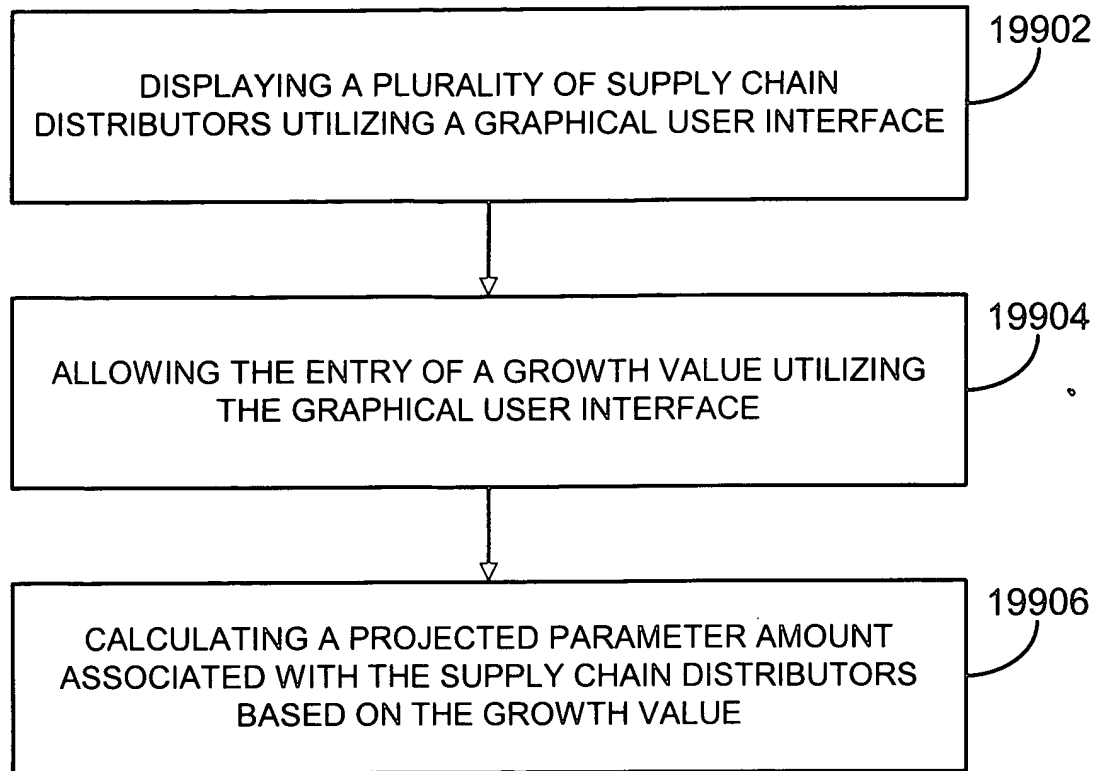 19902
DISPLAYING A PLURALITY OF SUPPLY CHAIN
DISTRIBUTORS UTILIZING A GRAPHICAL USER INTERFACE
19904
ALLOWING THE ENTRY OF A GROWTH VALUE UTILIZING
THE GRAPHICAL USER INTERFACE
19906
CALCULATING A PROJECTED PARAMETER AMOUNT
ASSOCIATED WITH THE SUPPLY CHAIN DISTRIBUTORS
BASED ON THE GROWTH VALUE